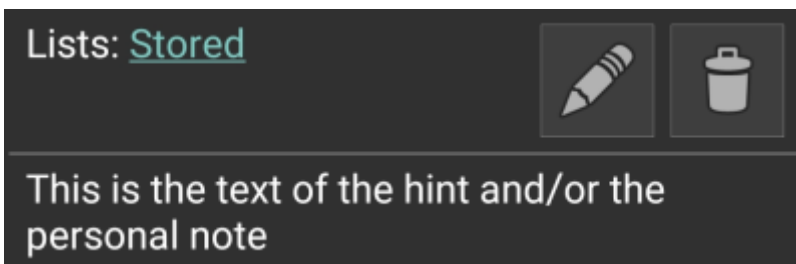 Lists: Stored
This is the text of the hint and/or the
personal note